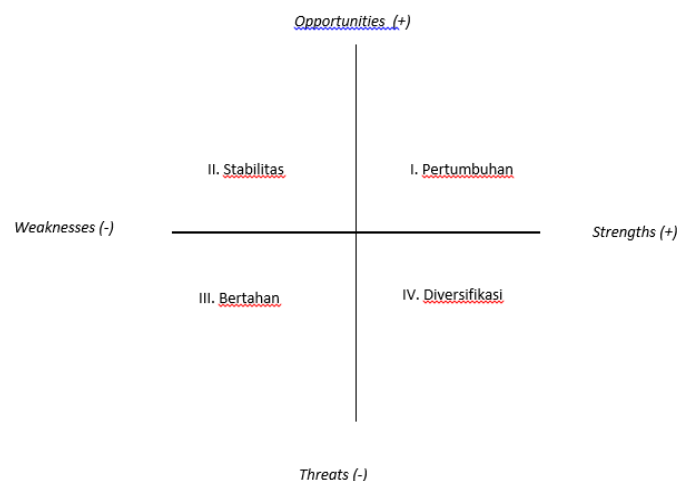 Opportunities (+)
II. Stabilitas
I. Pertumbuhan
Weaknesses (-)
Strengths (+)
III. Bertahan
IV. Diversifikasi
Threats (-)